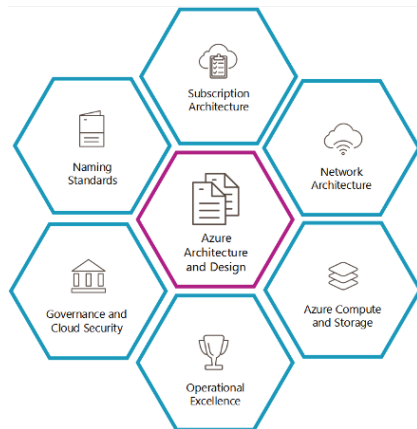 Subscription
Architecture
Naming
Standards
Network
Architecture
Azure
Architecture
and Design
Governance and
Cloud Security
Azure Compute
and Storage
Operational
Excellence